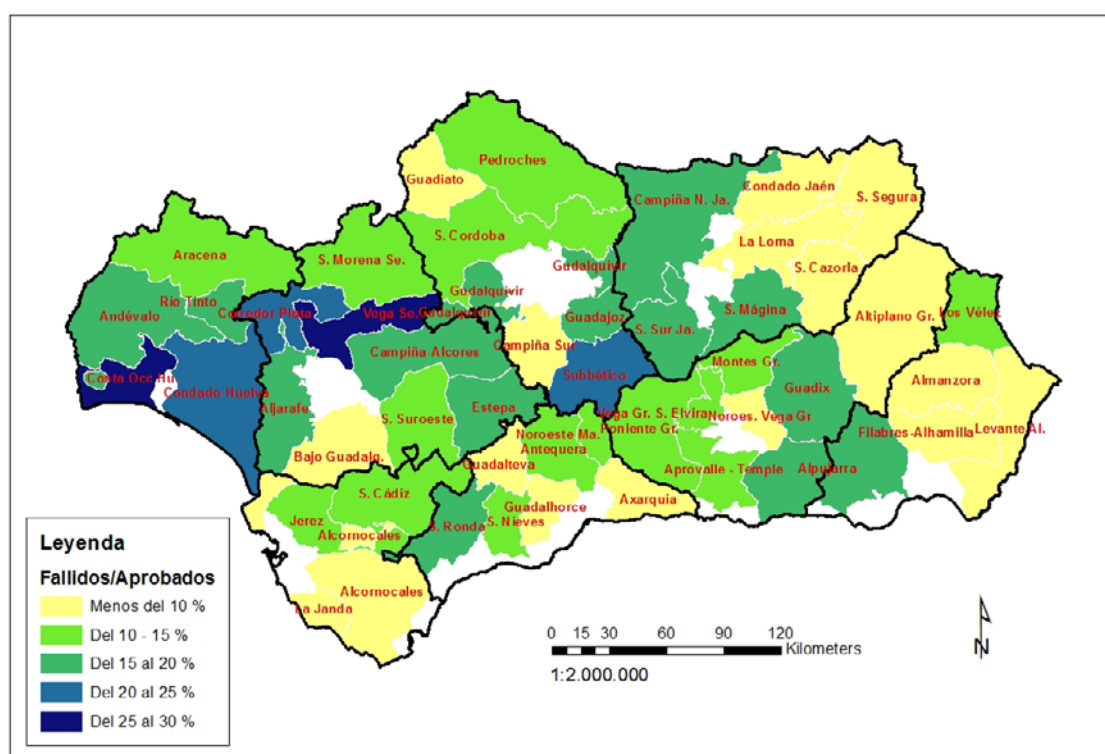 Pedroches
Guadiato
Condado Jaén
Campiña N. Ja.
S. Segura
S. Cordoba
La Loma
Aracena
S. Morena Se.
Gudalquivir
S. Cazorla
Gudalquivir
Rio Tinto
Andévalo
Corredor Plata
Vega Se.
Gudalquivir
Guadajoz
S. Mágina
Altiplano Gr.
Los Vélez
S. Sur Ja.
Campiña Sur
Campiña-Alcores
Montes Gr.
Subbético
Costa Occ Hu
Condado Huelva
Guadix
Almanzora
Aljarafe
Estepa
S. Suroeste
Vega Gr. S. Elvira
Noroes. Vega Gr
Poniente Gr.
Filabres-Alhamilla
Levante Al.
Noroeste Ma.
Antequera
Bajo Guadalq.
Guadalteva
Aprovalle - Temple
Alpujarra
S. Cádiz
Axarquía
Guadalhorce
Jerez
S. Ronda
S. Nieves
Alcornocales
Alcornocales
La Janda
Leyenda
Fallidos/Aprobados
Menos del 10 %
Del 10 - 15 %
Del 15 al 20 %
Del 20 al 25 %
Del 25 al 30 %
0 15 30 60 90 120
Kilometers
1:2.000.000
N